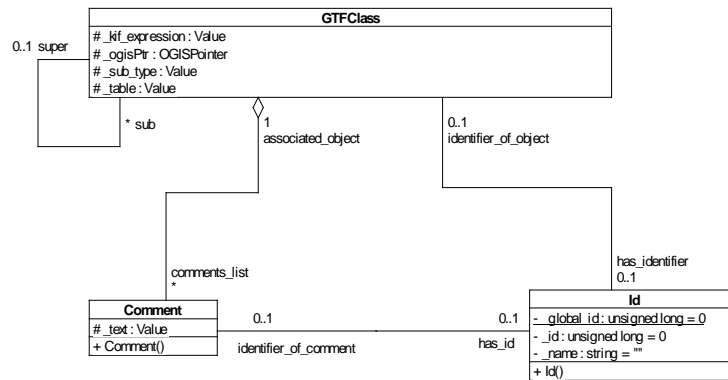 GTFClass
# _kif_expression : Value
# _ogisPtr : OGISPointer
# _sub_type : Value
# _table : Value
0..1 super
* sub
1
associated_object
0..1
identifier_of_object
comments_list
*
has_identifier
0..1
Comment
# _text : Value
+ Comment()
0..1
identifier_of_comment
0..1
has_id
Id
- _global_id : unsigned long = 0
- _id : unsigned long = 0
- _name : string = ""
+ Id()